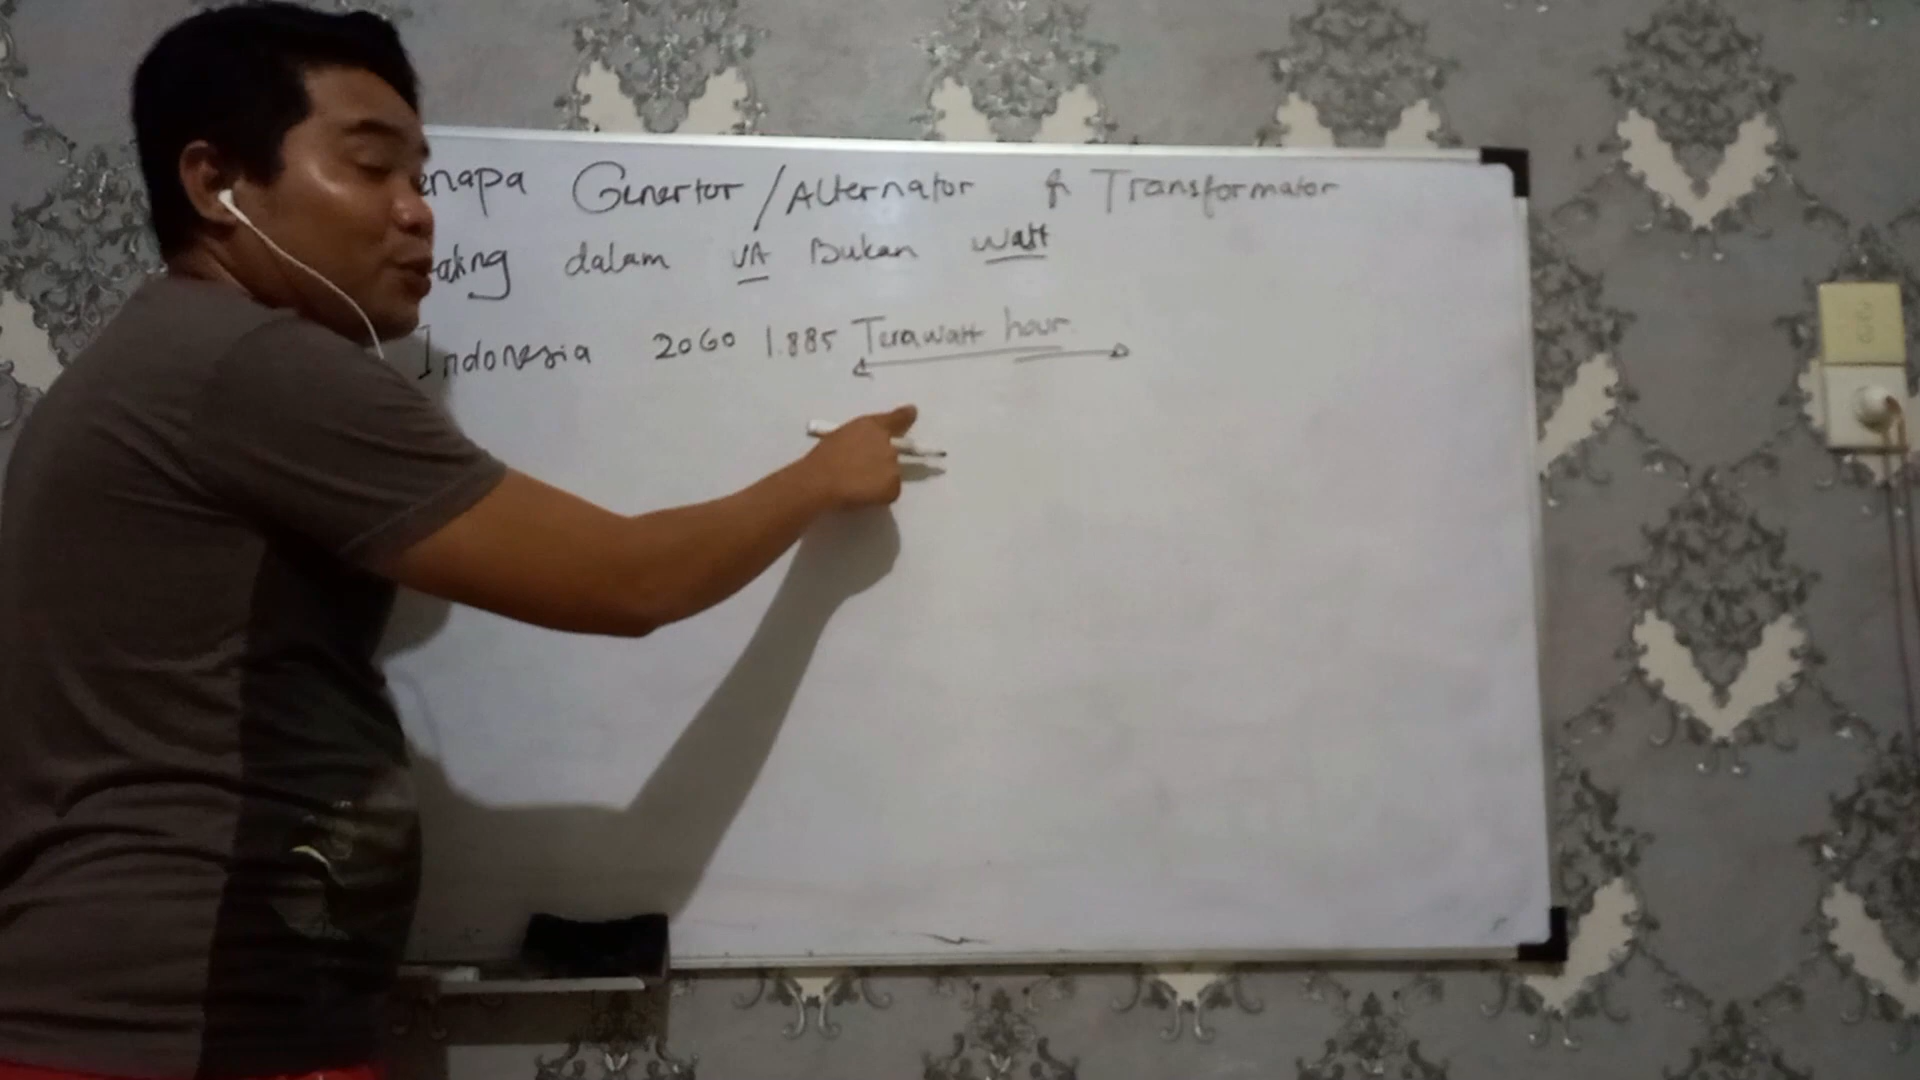 enapa Genertor / Alternator & Transformator
ating dalam VA Bukan Watt
Indonesia 2060 1.885 Terawatt hour